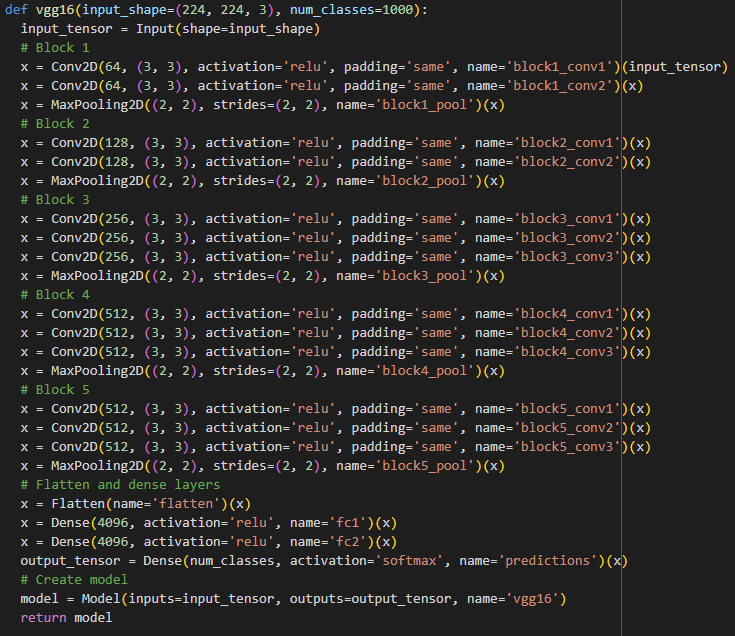 def vgg16(input_shape=(224, 224, 3), num_classes=1000):
  input_tensor = Input(shape=input_shape)
  # Block 1
  x = Conv2D(64, (3, 3), activation='relu', padding='same', name='block1_conv1')(input_tensor)
  x = Conv2D(64, (3, 3), activation='relu', padding='same', name='block1_conv2')(x)
  x = MaxPooling2D((2, 2), strides=(2, 2), name='block1_pool')(x)
  # Block 2
  x = Conv2D(128, (3, 3), activation='relu', padding='same', name='block2_conv1')(x)
  x = Conv2D(128, (3, 3), activation='relu', padding='same', name='block2_conv2')(x)
  x = MaxPooling2D((2, 2), strides=(2, 2), name='block2_pool')(x)
  # Block 3
  x = Conv2D(256, (3, 3), activation='relu', padding='same', name='block3_conv1')(x)
  x = Conv2D(256, (3, 3), activation='relu', padding='same', name='block3_conv2')(x)
  x = Conv2D(256, (3, 3), activation='relu', padding='same', name='block3_conv3')(x)
  x = MaxPooling2D((2, 2), strides=(2, 2), name='block3_pool')(x)
  # Block 4
  x = Conv2D(512, (3, 3), activation='relu', padding='same', name='block4_conv1')(x)
  x = Conv2D(512, (3, 3), activation='relu', padding='same', name='block4_conv2')(x)
  x = Conv2D(512, (3, 3), activation='relu', padding='same', name='block4_conv3')(x)
  x = MaxPooling2D((2, 2), strides=(2, 2), name='block4_pool')(x)
  # Block 5
  x = Conv2D(512, (3, 3), activation='relu', padding='same', name='block5_conv1')(x)
  x = Conv2D(512, (3, 3), activation='relu', padding='same', name='block5_conv2')(x)
  x = Conv2D(512, (3, 3), activation='relu', padding='same', name='block5_conv3')(x)
  x = MaxPooling2D((2, 2), strides=(2, 2), name='block5_pool')(x)
  # Flatten and dense layers
  x = Flatten(name='flatten')(x)
  x = Dense(4096, activation='relu', name='fc1')(x)
  x = Dense(4096, activation='relu', name='fc2')(x)
  output_tensor = Dense(num_classes, activation='softmax', name='predictions')(x)
  # Create model
  model = Model(inputs=input_tensor, outputs=output_tensor, name='vgg16')
  return model